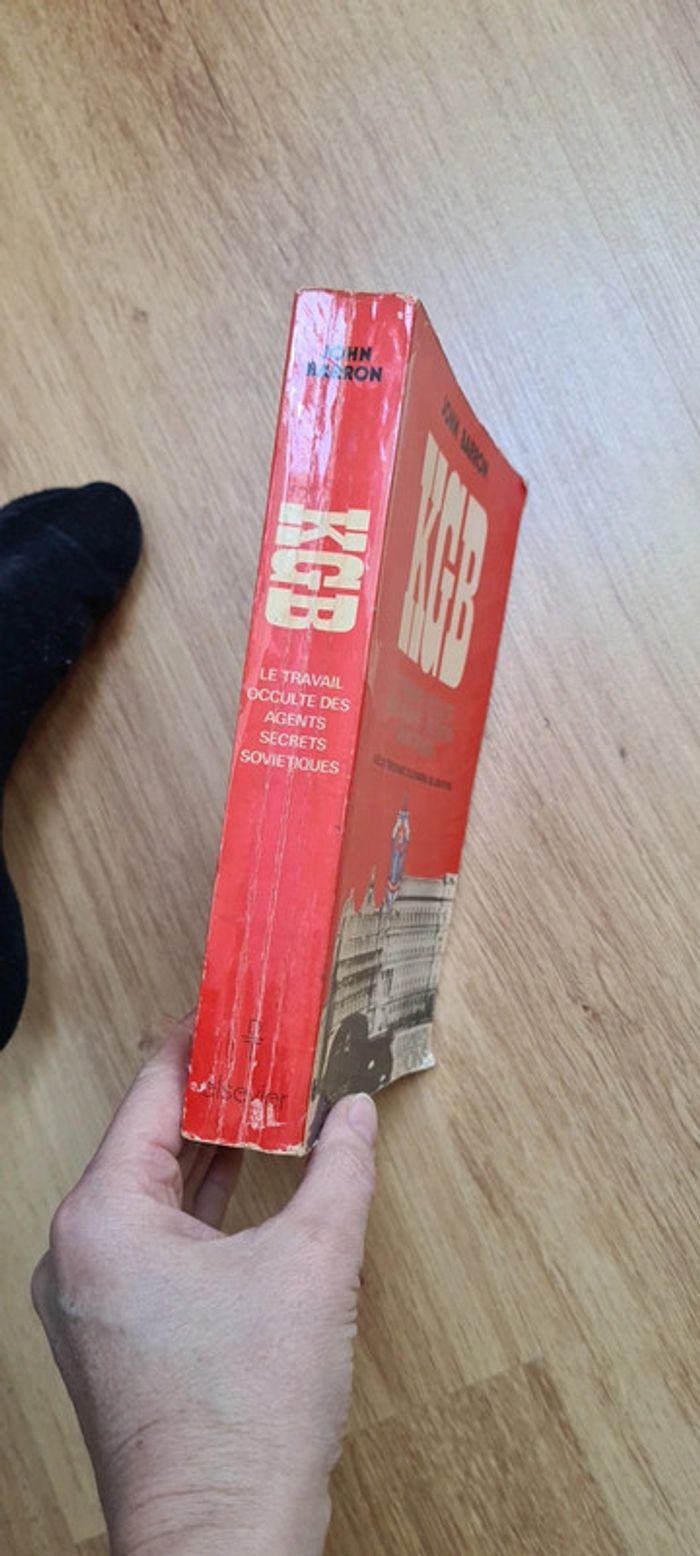 JOHN
BARRON
KGB
LE TRAVAIL
OCCULTE DES
AGENTS
SECRETS
SOVIETIQUES
elsevier
JOHN BARRON
KGB